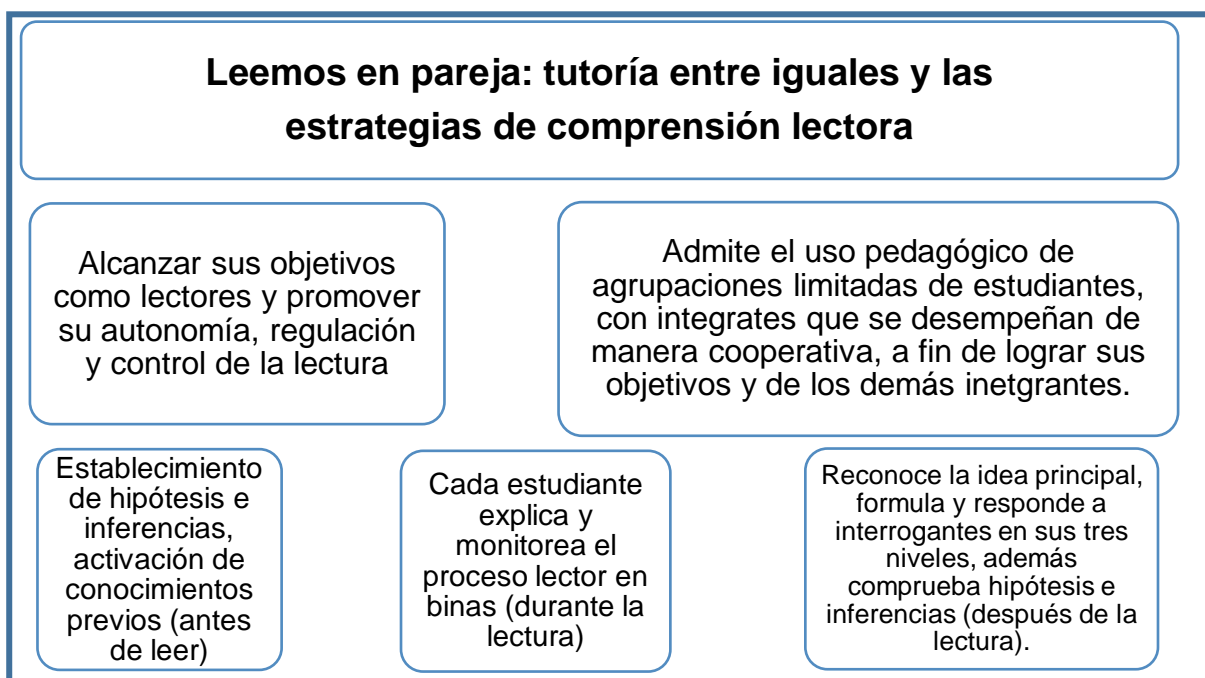 Leemos en pareja: tutoría entre iguales y las
estrategias de comprensión lectora
Alcanzar sus objetivos
como lectores y promover
su autonomía, regulación
y control de la lectura
Admite el uso pedagógico de
agrupaciones limitadas de estudiantes,
con integrates que se desempeñan de
manera cooperativa, a fin de lograr sus
objetivos y de los demás inetgrantes.
Establecimiento
de hipótesis e
inferencias,
activación de
conocimientos
previos (antes
de leer)
Cada estudiante
explica y
monitorea el
proceso lector en
binas (durante la
lectura)
Reconoce la idea principal,
formula y responde a
interrogantes en sus tres
niveles, además
comprueba hipótesis e
inferencias (después de la
lectura).